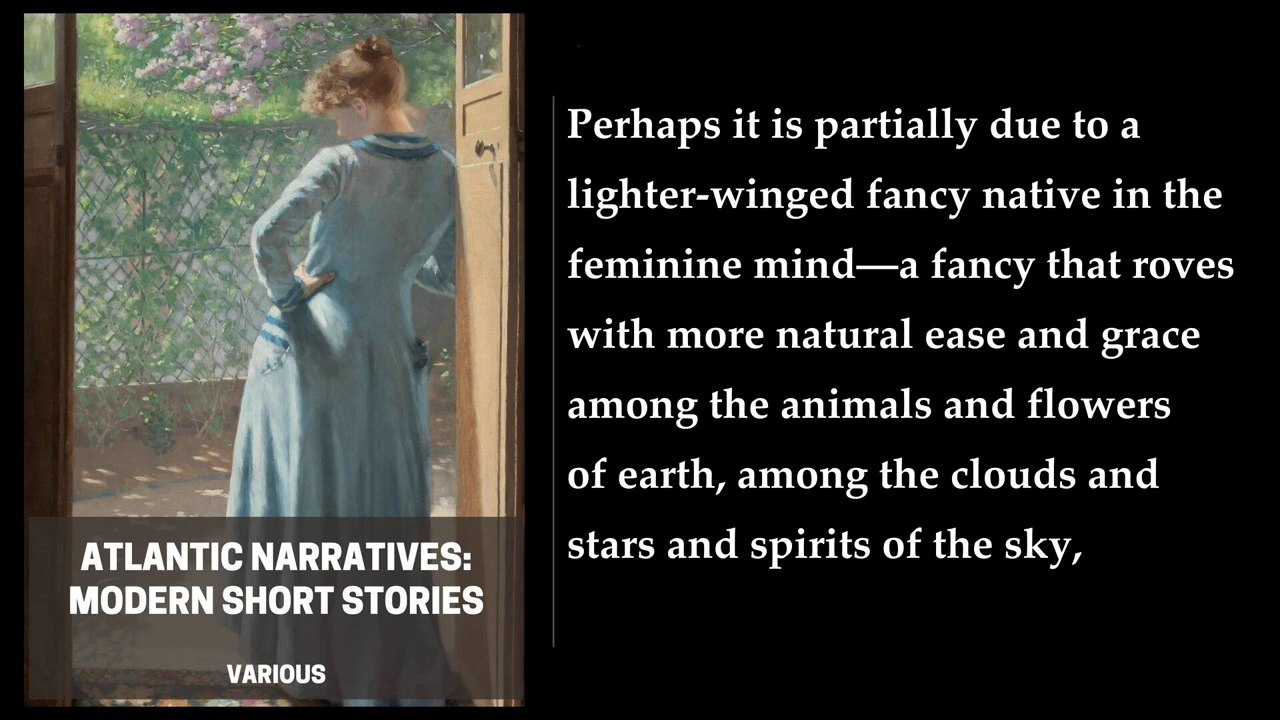 ATLANTIC NARRATIVES:
MODERN SHORT STORIES
VARIOUS
Perhaps it is partially due to a
lighter-winged fancy native in the
feminine mind—a fancy that roves
with more natural ease and grace
among the animals and flowers
of earth, among the clouds and
stars and spirits of the sky,